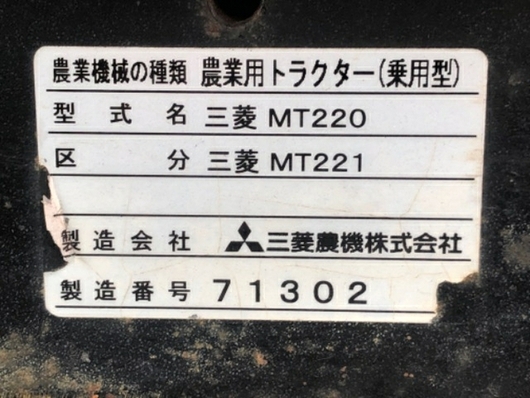 農業機械の種類 農業用トラクター(乗用型)
型式名 三菱 MT220
区分 三菱 MT221
製造会社 三菱農機株式会社
製造番号 71302